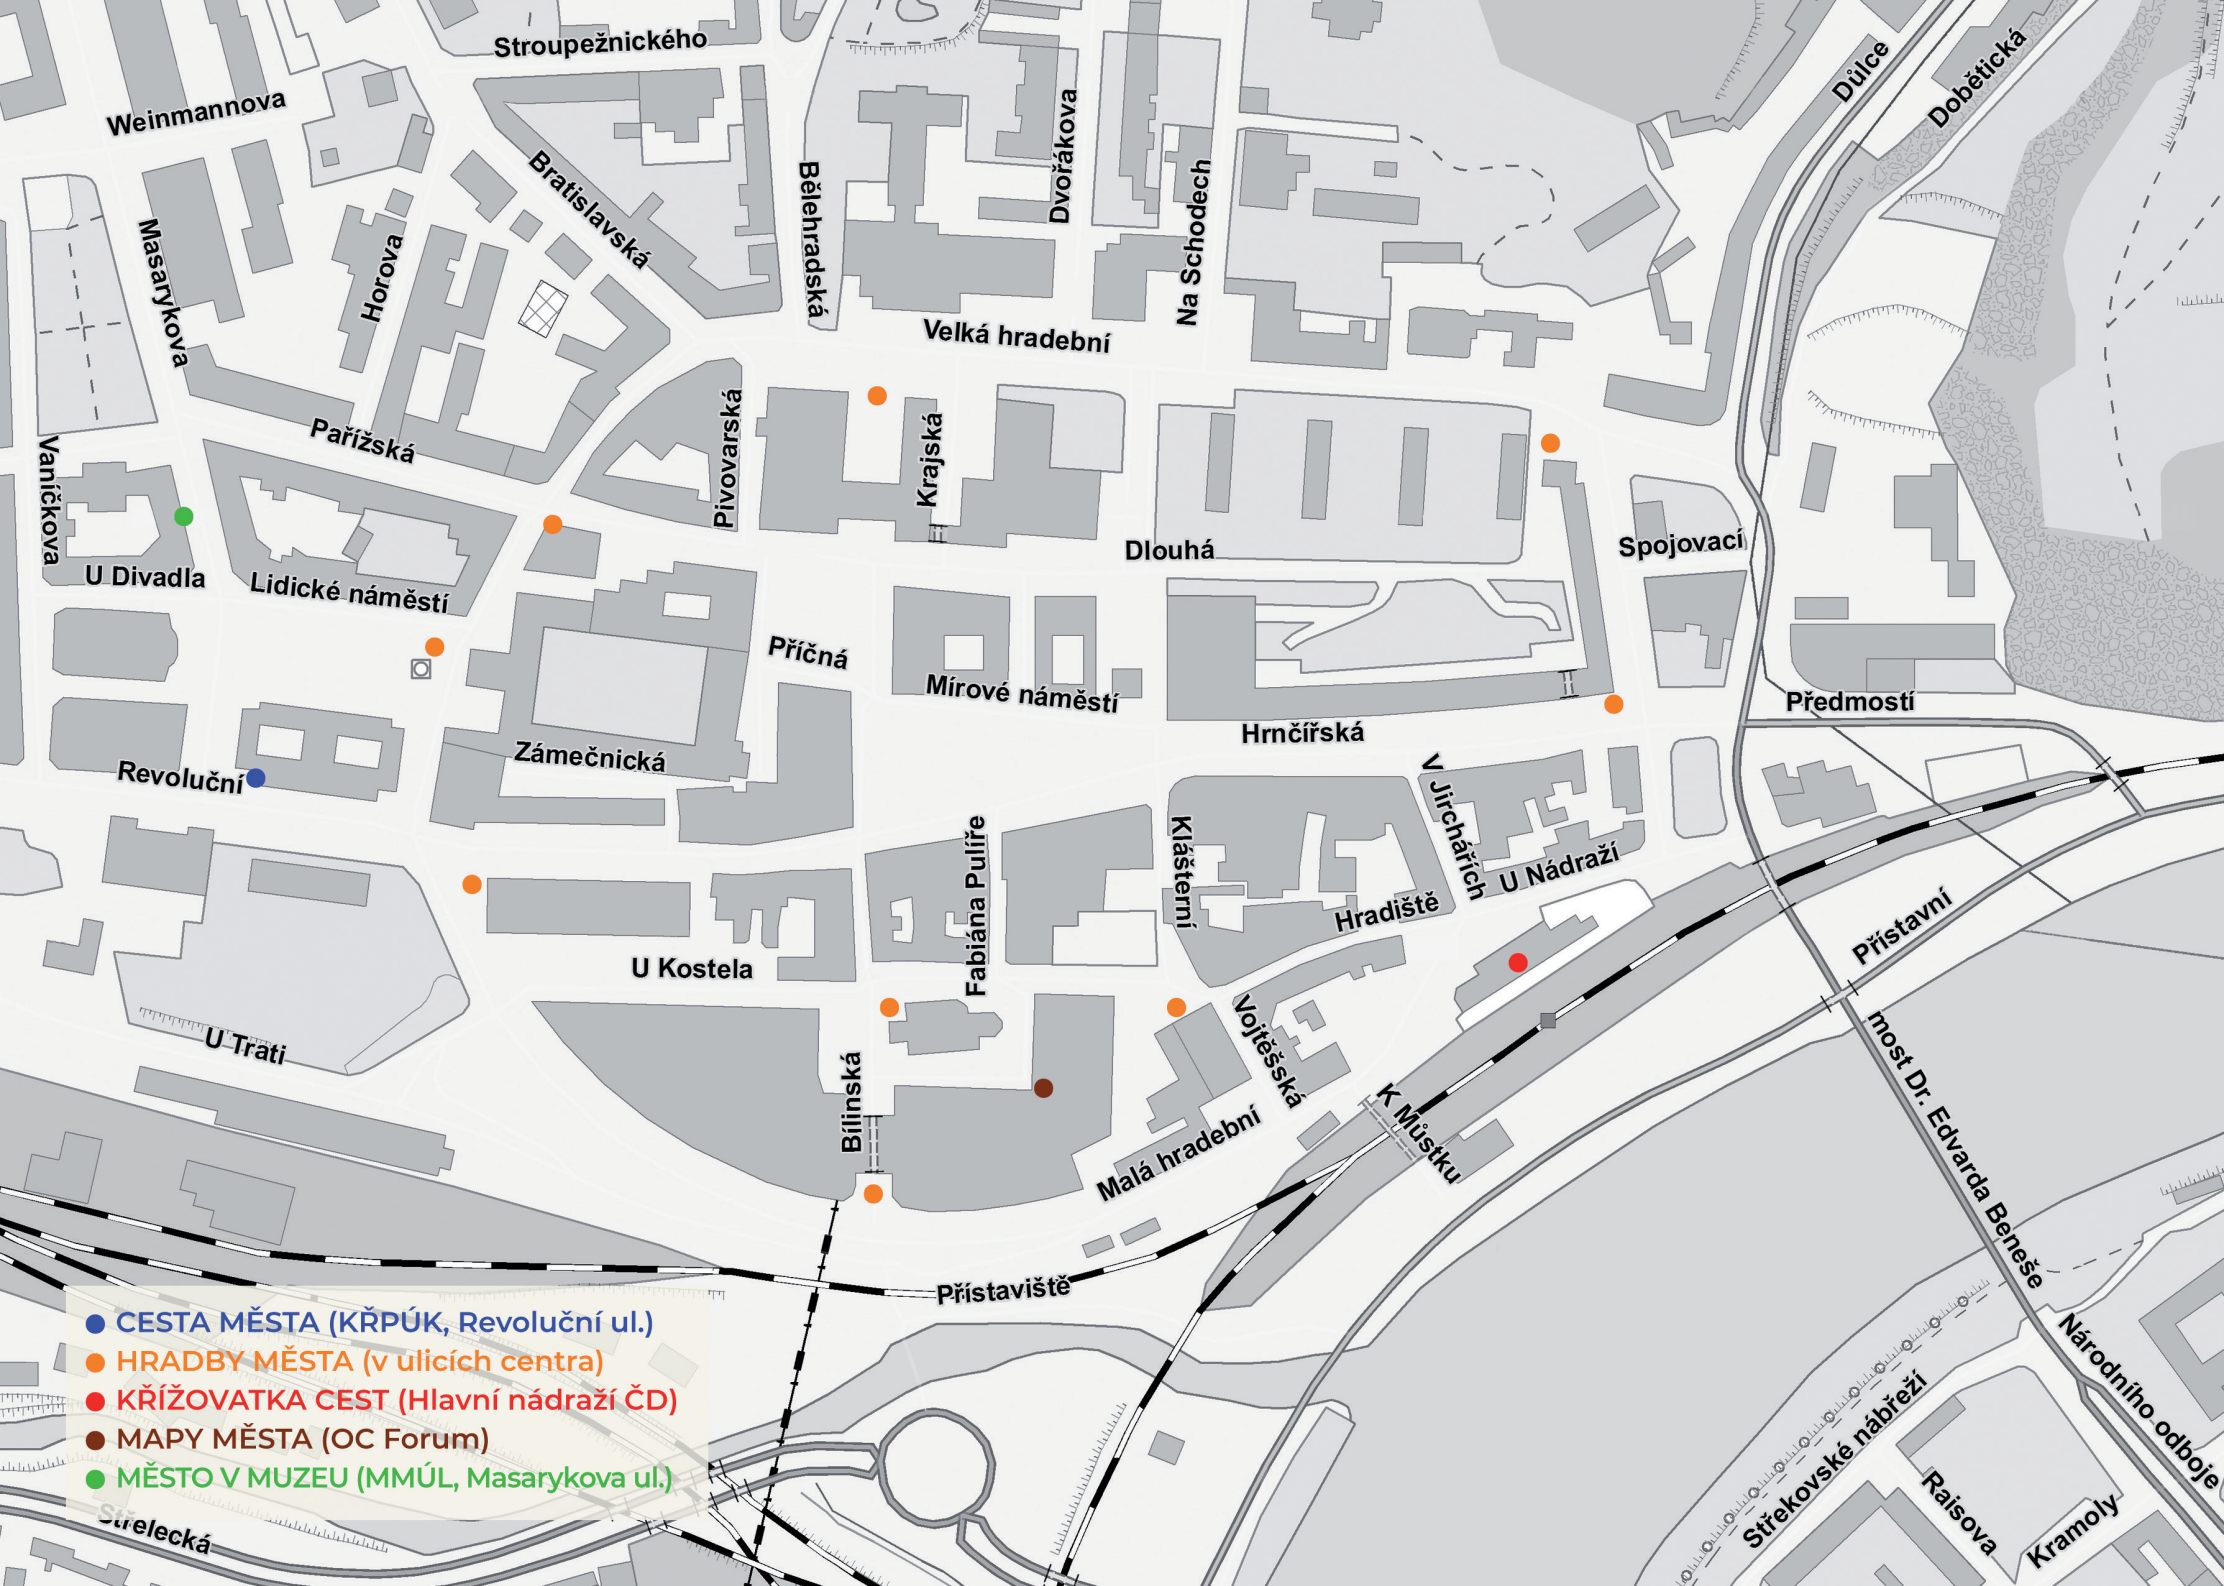 Stroupežnického
Důlce
Dobětická
Weinmannova
Dvořákova
Bratislavská
Bělehradská
Na Schodech
Masarykova
Horova
Velká hradební
Pařížská
Pivovarská
Krajská
Vaníčkova
Spojovací
Dlouhá
U Divadla
Lidické náměstí
Příčná
Mírové náměstí
Předmostí
Hrnčířská
Zámečnická
Revoluční
V Jirchářích
Fabiána Pulíře
Klášterní
U Nádraží
Hradiště
Přístavní
U Kostela
U Trati
Vojtěšská
Bílinská
K Můstku
most Dr. Edvarda Beneše
Malá hradební
Přístaviště
CESTA MĚSTA (KŘPÚK, Revoluční ul.)
HRADBY MĚSTA (v ulicích centra)
KŘÍŽOVATKA CEST (Hlavní nádraží ČD)
MAPY MĚSTA (OC Forum)
MĚSTO V MUZEU (MMÚL, Masarykova ul.)
Národního odboje
Střekovské nábřeží
Raisova
Kramoly
Střelecká